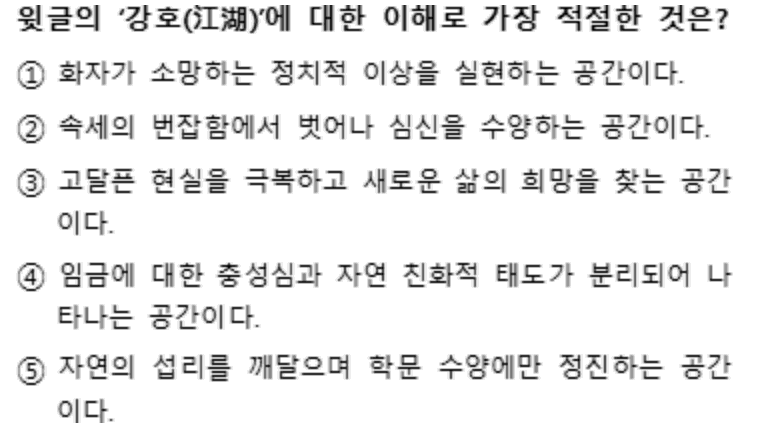 윗글의 ‘강호(江湖)’에 대한 이해로 가장 적절한 것은?
① 화자가 소망하는 정치적 이상을 실현하는 공간이다.
② 속세의 번잡함에서 벗어나 심신을 수양하는 공간이다.
③ 고달픈 현실을 극복하고 새로운 삶의 희망을 찾는 공간
이다.
④ 임금에 대한 충성심과 자연 친화적 태도가 분리되어 나
타나는 공간이다.
⑤ 자연의 섭리를 깨달으며 학문 수양에만 정진하는 공간
이다.